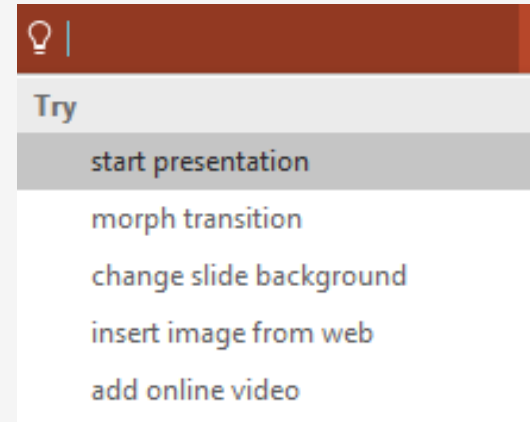 Try
start presentation
morph transition
change slide background
insert image from web
add online video